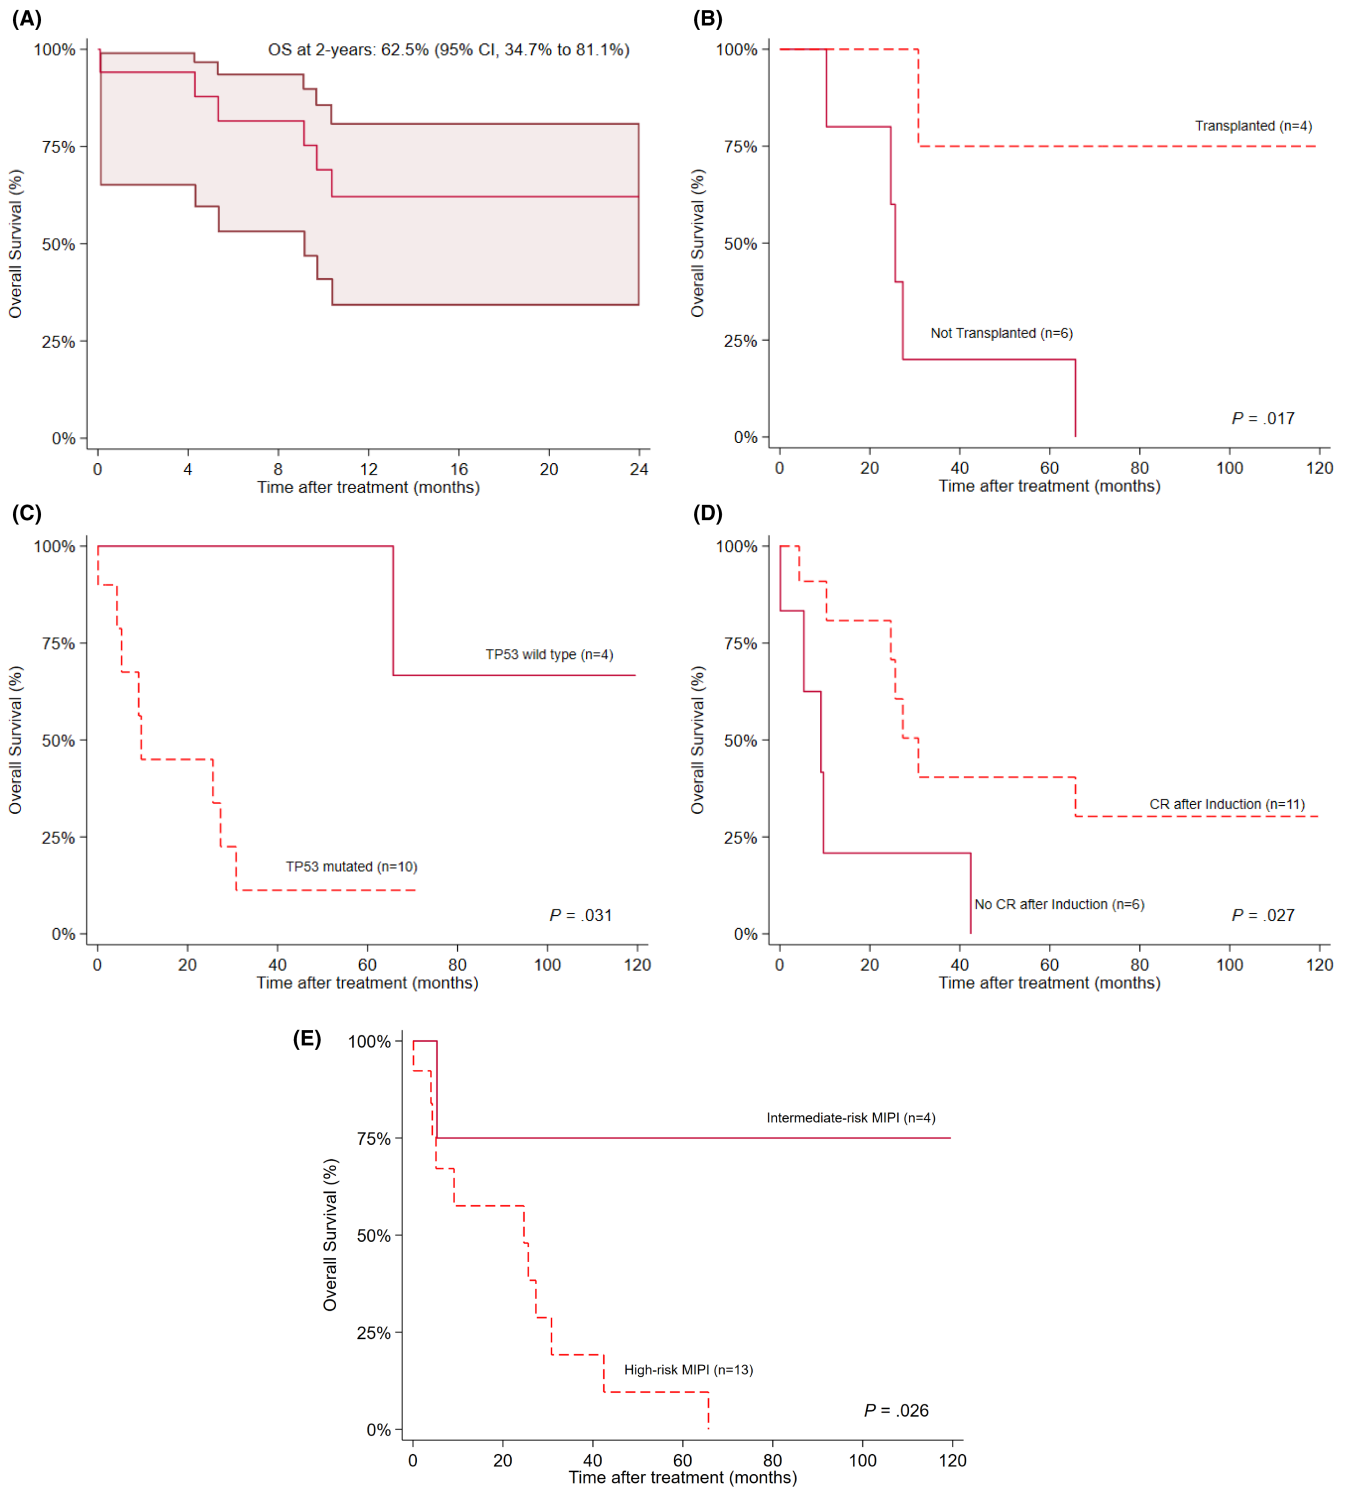 (A)
OS at 2-years: 62.5% (95% CI, 34.7% to 81.1%)
100%
75%
50%
25%
0%
Overall Survival (%)
0 4 8 12 16 20 24
Time after treatment (months)
(B)
100%
75%
50%
25%
0%
Overall Survival (%)
Transplanted (n=4)
Not Transplanted (n=6)
P = .017
0 20 40 60 80 100 120
Time after treatment (months)
(C)
100%
75%
50%
25%
0%
Overall Survival (%)
TP53 wild type (n=4)
TP53 mutated (n=10)
P = .031
0 20 40 60 80 100 120
Time after treatment (months)
(D)
100%
75%
50%
25%
0%
Overall Survival (%)
CR after Induction (n=11)
No CR after Induction (n=6)
P = .027
0 20 40 60 80 100 120
Time after treatment (months)
(E)
100%
75%
50%
25%
0%
Overall Survival (%)
Intermediate-risk MIPI (n=4)
High-risk MIPI (n=13)
P = .026
0 20 40 60 80 100 120
Time after treatment (months)